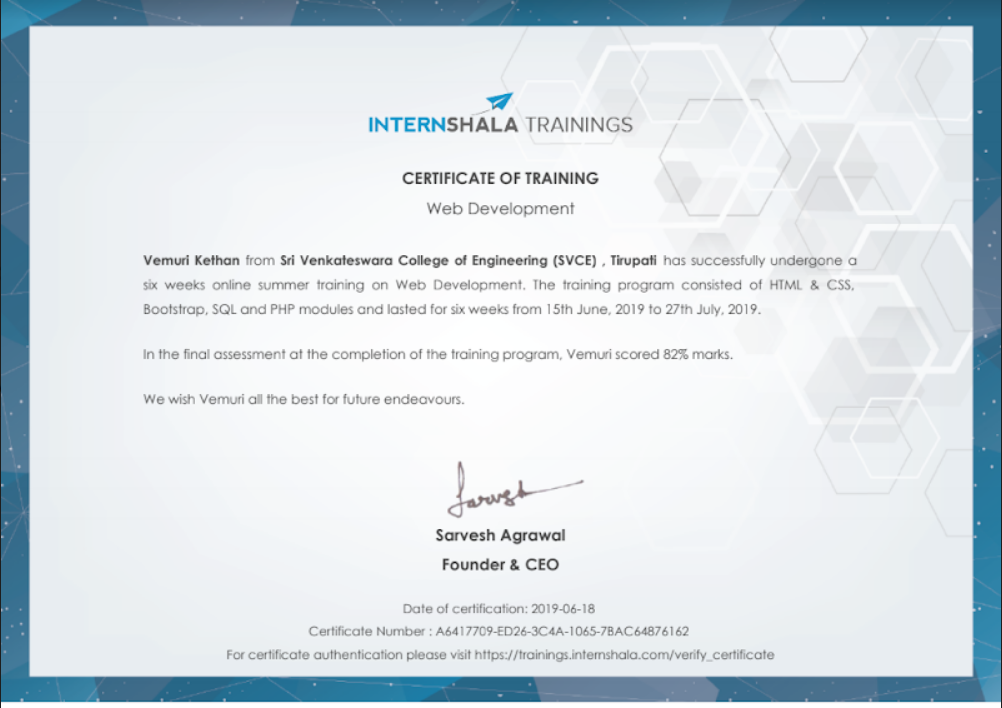 INTERNSHALA TRAININGS
CERTIFICATE OF TRAINING
Web Development
Vemuri Kethan from Sri Venkateswara College of Engineering (SVCE) , Tirupati has successfully undergone a
six weeks online summer training on Web Development. The training program consisted of HTML & CSS,
Bootstrap, SQL and PHP modules and lasted for six weeks from 15th June, 2019 to 27th July, 2019.
In the final assessment at the completion of the training program, Vemuri scored 82% marks.
We wish Vemuri all the best for future endeavours.
Sarvesh
Sarvesh Agrawal
Founder & CEO
Date of certification: 2019-06-18
Certificate Number : A6417709-ED26-3C4A-1065-7BAC64876162
For certificate authentication please visit https://trainings.internshala.com/verify_certificate